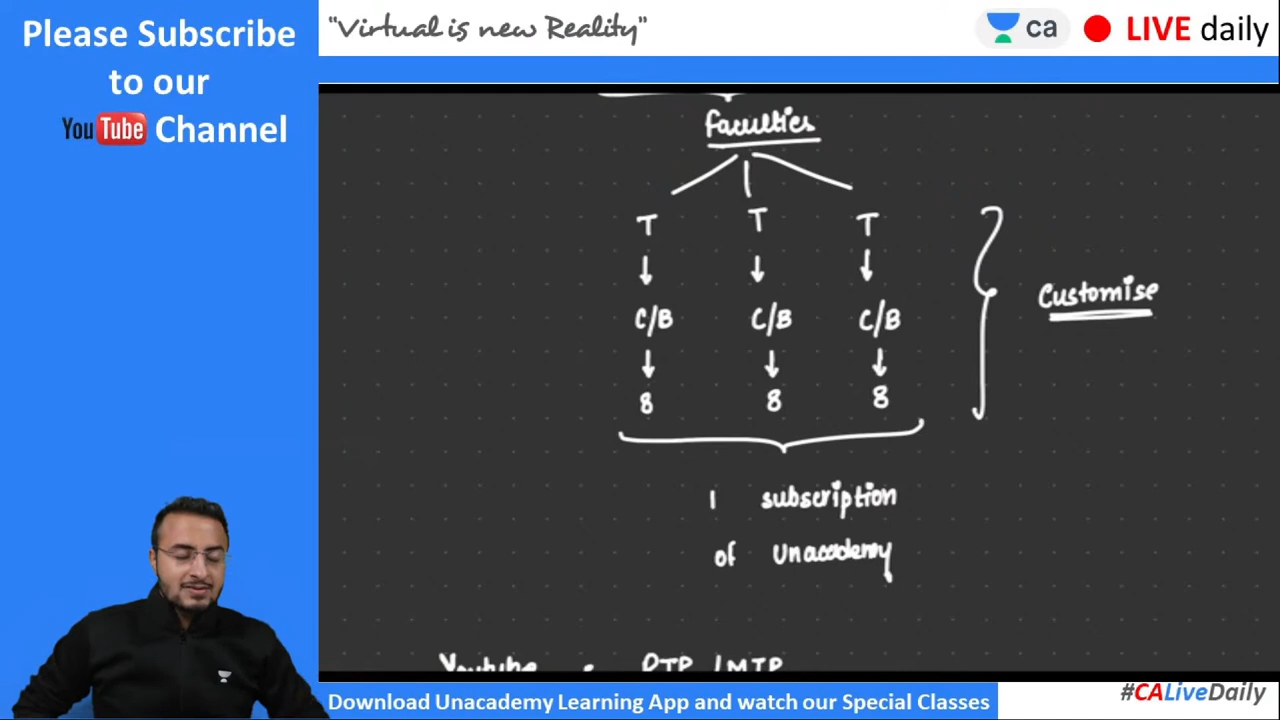 Please Subscribe
to our
YouTube Channel
"Virtual is new Reality"
ca LIVE daily
Faculties
T T T
C/B C/B C/B
8 8 8
Customise
1 subscription
of Unacademy
Youtube
Download Unacademy Learning App and watch our Special Classes
#CALiveDaily